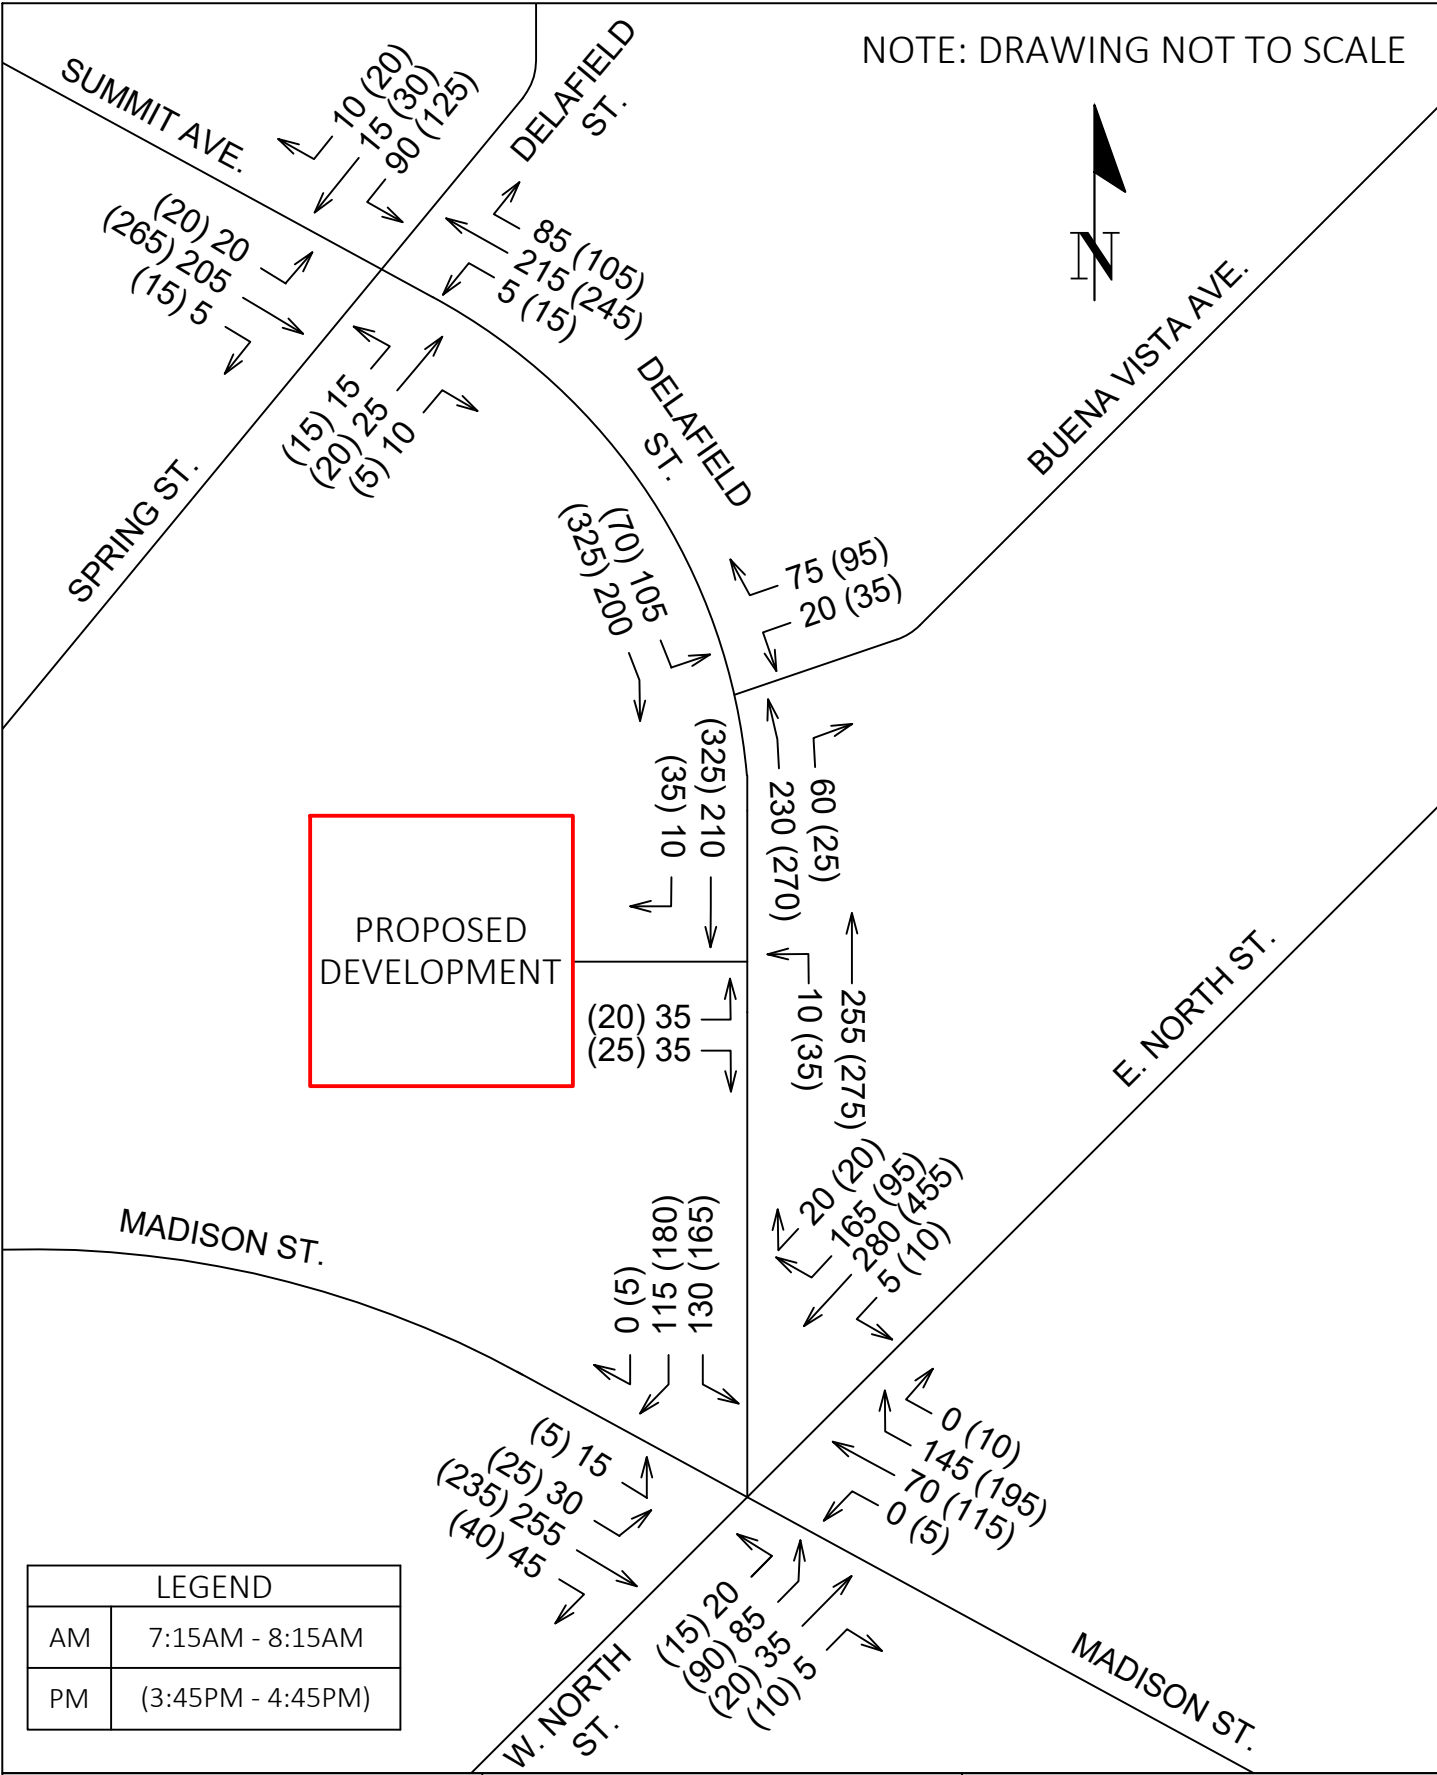 NOTE: DRAWING NOT TO SCALE
N
SUMMIT AVE.
DELAFIELD
ST.
10 (20)
15 (30)
90 (125)
(20) 20
(265) 205
(15) 5
85 (105)
215 (245)
5 (15)
(15) 15
(20) 25
(5) 10
SPRING ST.
DELAFIELD
ST.
BUENA VISTA AVE.
(70) 105
(325) 200
75 (95)
20 (35)
(325) 210
(35) 10
60 (25)
230 (270)
PROPOSED
DEVELOPMENT
(20) 35
(25) 35
255 (275)
10 (35)
E. NORTH ST.
MADISON ST.
0 (5)
115 (180)
130 (165)
20 (20)
165 (95)
280 (455)
5 (10)
(5) 15
(25) 30
(235) 255
(40) 45
0 (10)
145 (195)
70 (115)
0 (5)
(15) 20
(90) 85
(20) 35
(10) 5
W. NORTH
ST.
MADISON ST.
LEGEND
AM 7:15AM - 8:15AM
PM (3:45PM - 4:45PM)